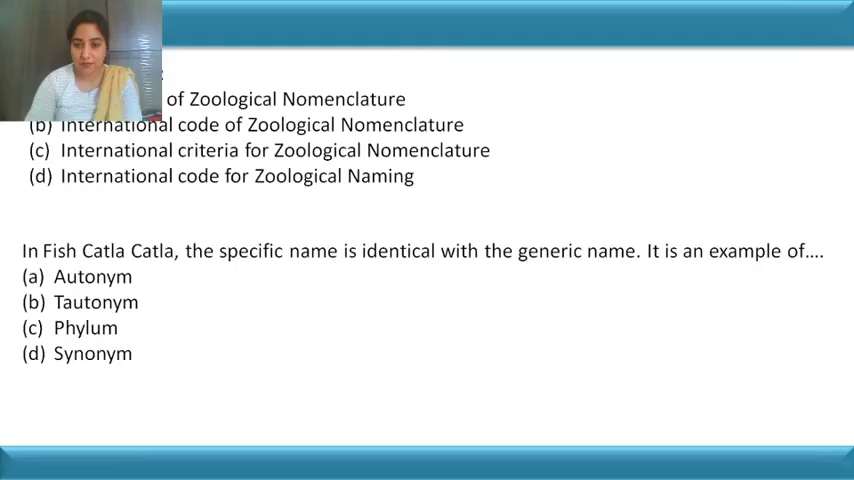 :
of Zoological Nomenclature
(b) International code of Zoological Nomenclature
(c) International criteria for Zoological Nomenclature
(d) International code for Zoological Naming
In Fish Catla Catla, the specific name is identical with the generic name. It is an example of....
(a) Autonym
(b) Tautonym
(c) Phylum
(d) Synonym